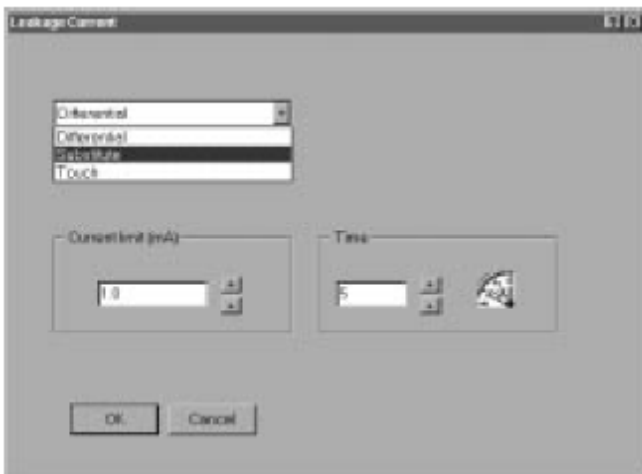 Leakage Current
Differential
Differential
Substitute
Touch
Current limit (mA)
Time
1.0
5
OK
Cancel